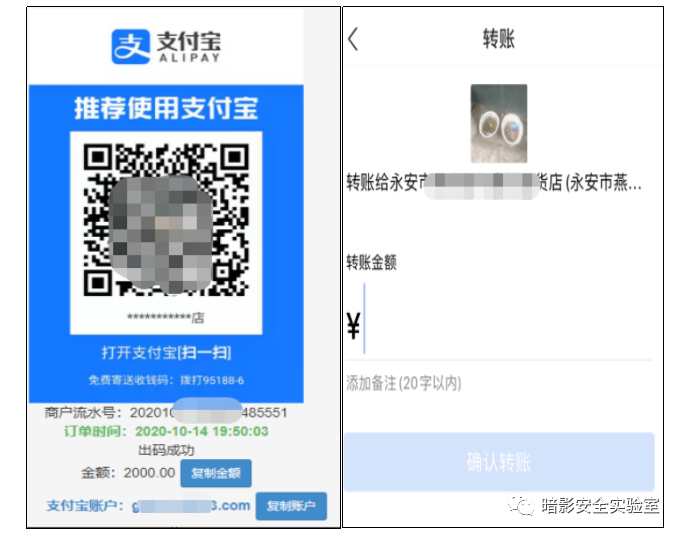 支付宝
ALIPAY
推荐使用支付宝
***********店
打开支付宝[扫一扫]
免费寄送收钱码：拨打95188-6
商户流水号：20201 485551
订单时间：2020-10-14 19:50:03
出码成功
金额：2000.00 复制金额
支付宝账户：g 3.com 复制账户
转账
转账给永安市 货店 (永安市燕...
转账金额
¥
添加备注 (20字以内)
确认转账
暗影安全实验室